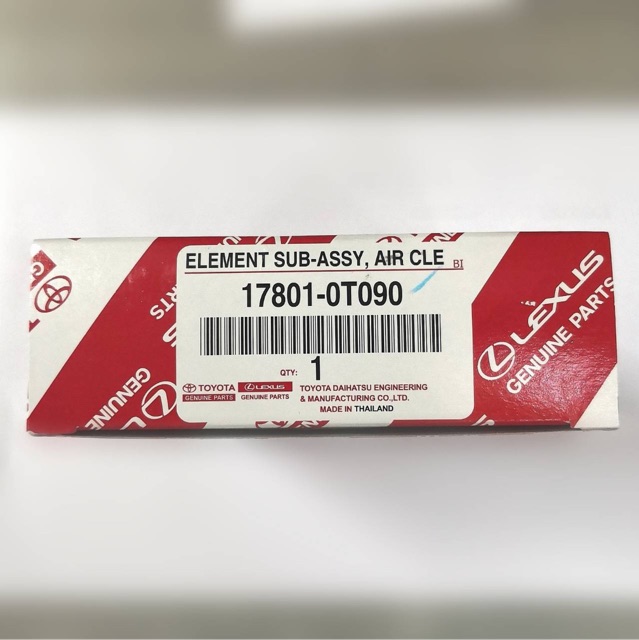 ELEMENT SUB-ASSY, AIR CLE BI
17801-0T090
QTY: 1
TOYOTA
GENUINE PARTS
LEXUS
GENUINE PARTS
TOYOTA DAIHATSU ENGINEERING
& MANUFACTURING CO.,LTD.
MADE IN THAILAND
LEXUS
GENUINE PARTS
GENUINE
PARTS